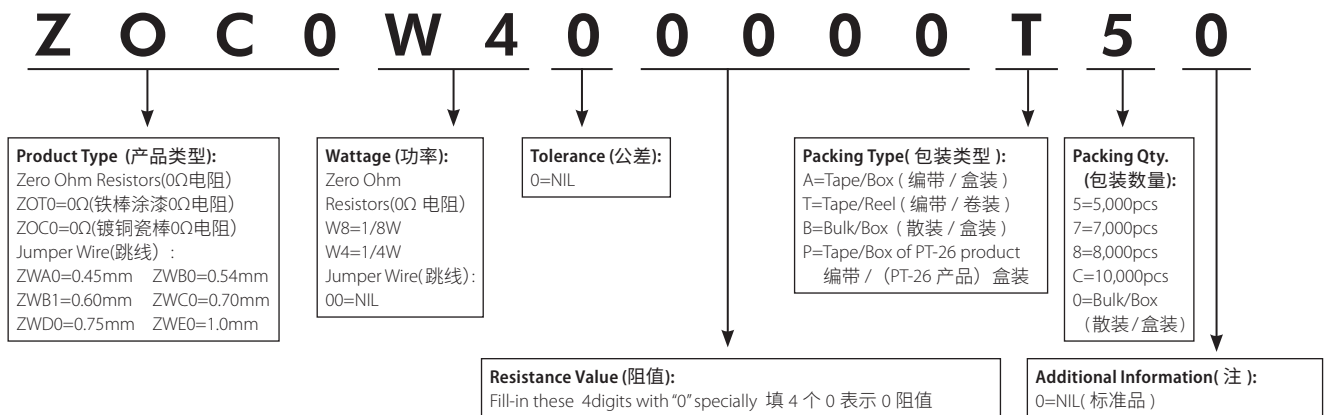 ZOC0W400000T50
Product Type (产品类型):
Zero Ohm Resistors(0Ω电阻)
ZOT0=0Ω(铁棒涂漆0Ω电阻)
ZOC0=0Ω(镀铜瓷棒0Ω电阻)
Jumper Wire(跳线) :
ZWA0=0.45mm ZWB0=0.54mm
ZWB1=0.60mm ZWC0=0.70mm
ZWD0=0.75mm ZWE0=1.0mm
Wattage (功率):
Zero Ohm
Resistors(0Ω 电阻)
W8=1/8W
W4=1/4W
Jumper Wire(跳线):
00=NIL
Tolerance (公差):
0=NIL
Packing Type( 包装类型 ):
A=Tape/Box ( 编带 / 盒装 )
T=Tape/Reel ( 编带 / 卷装 )
B=Bulk/Box ( 散装 / 盒装 )
P=Tape/Box of PT-26 product
编带 / (PT-26 产品) 盒装
Packing Qty.
(包装数量):
5=5,000pcs
7=7,000pcs
8=8,000pcs
C=10,000pcs
0=Bulk/Box
(散装/盒装)
Resistance Value (阻值):
Fill-in these 4digits with “0” specially 填 4 个 0 表示 0 阻值
Additional Information( 注 ):
0=NIL( 标准品 )